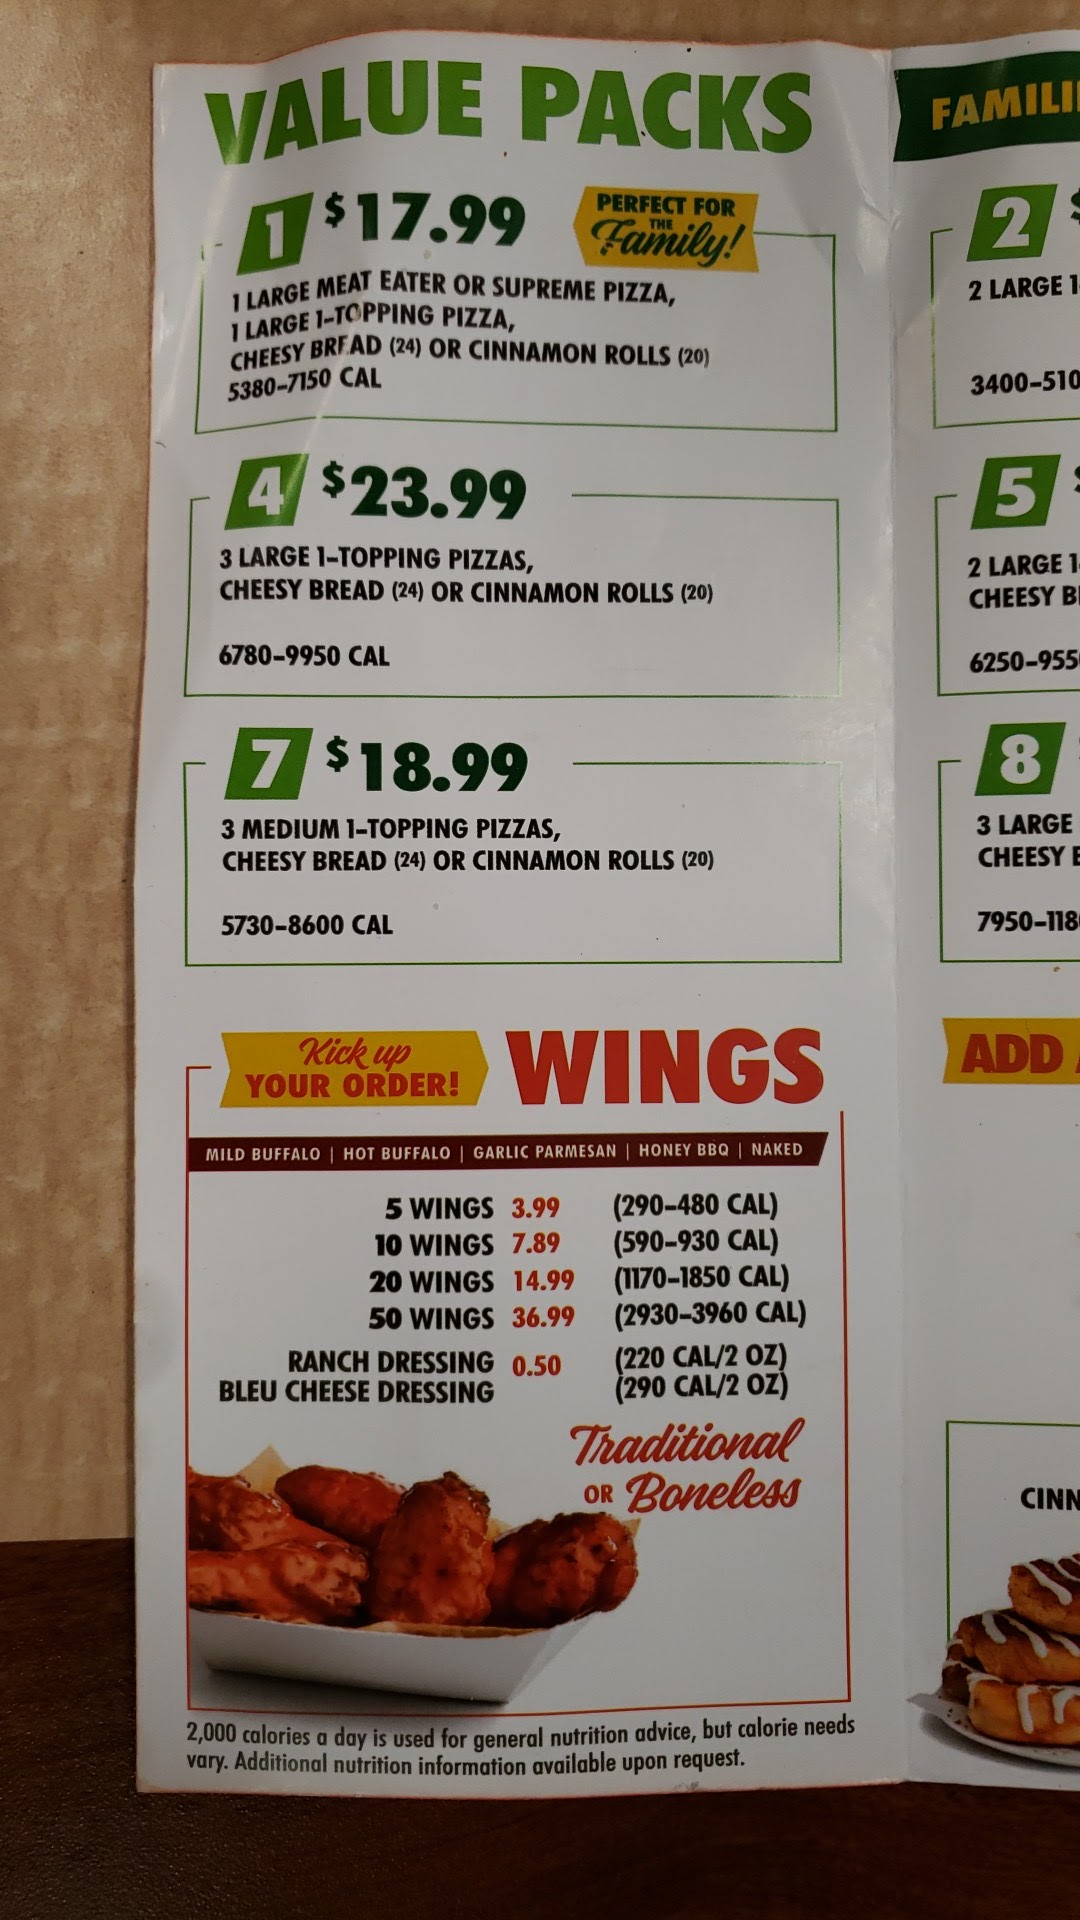 VALUE PACKS
1 $17.99
PERFECT FOR
THE
Family!
1 LARGE MEAT EATER OR SUPREME PIZZA,
1 LARGE 1-TOPPING PIZZA,
CHEESY BREAD (24) OR CINNAMON ROLLS (20)
5380-7150 CAL
4 $23.99
3 LARGE 1-TOPPING PIZZAS,
CHEESY BREAD (24) OR CINNAMON ROLLS (20)
6780-9950 CAL
7 $18.99
3 MEDIUM 1-TOPPING PIZZAS,
CHEESY BREAD (24) OR CINNAMON ROLLS (20)
5730-8600 CAL
Kick up
YOUR ORDER!
WINGS
MILD BUFFALO | HOT BUFFALO | GARLIC PARMESAN | HONEY BBQ | NAKED
5 WINGS 3.99 (290-480 CAL)
10 WINGS 7.89 (590-930 CAL)
20 WINGS 14.99 (1170-1850 CAL)
50 WINGS 36.99 (2930-3960 CAL)
RANCH DRESSING 0.50 (220 CAL/2 OZ)
BLEU CHEESE DRESSING (290 CAL/2 OZ)
Traditional
OR Boneless
2,000 calories a day is used for general nutrition advice, but calorie needs
vary. Additional nutrition information available upon request.
FAMILI
2 $
2 LARGE 1
3400-510
5
2 LARGE 1
CHEESY B
6250-955
8
3 LARGE
CHEESY
7950-118
ADD
CINN